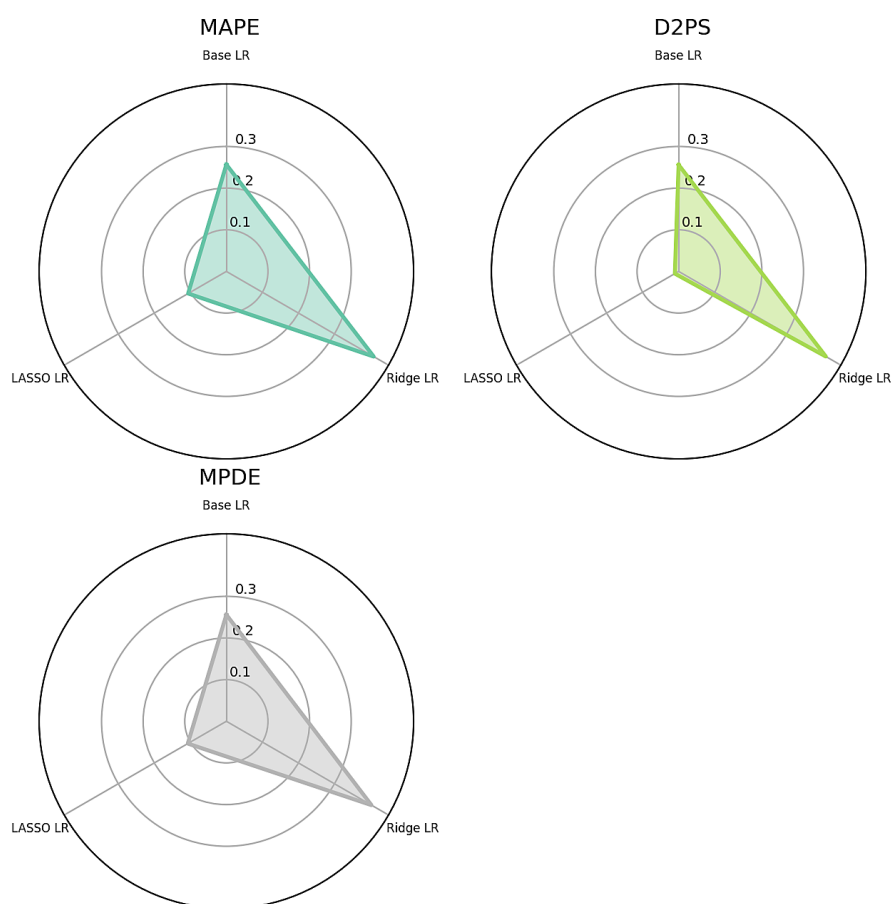 MAPE
Base LR
0.3
0.2
0.1
LASSO LR
Ridge LR
D2PS
Base LR
0.3
0.2
0.1
LASSO LR
Ridge LR
MPDE
Base LR
0.3
0.2
0.1
LASSO LR
Ridge LR